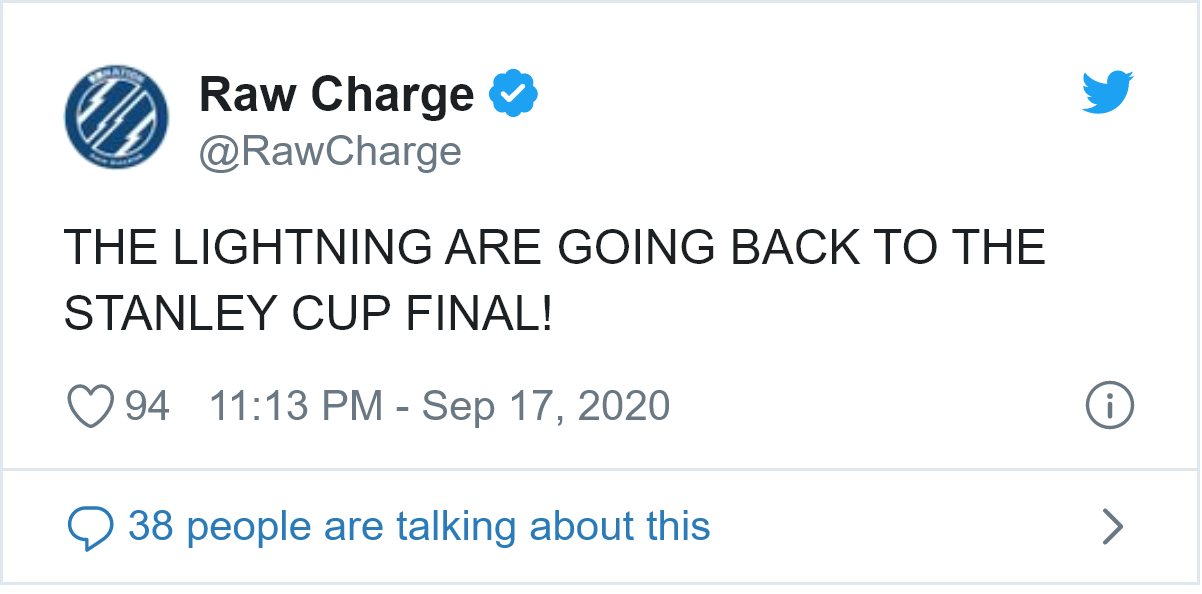 Raw Charge
@RawCharge
THE LIGHTNING ARE GOING BACK TO THE
STANLEY CUP FINAL!
94 11:13 PM - Sep 17, 2020
38 people are talking about this